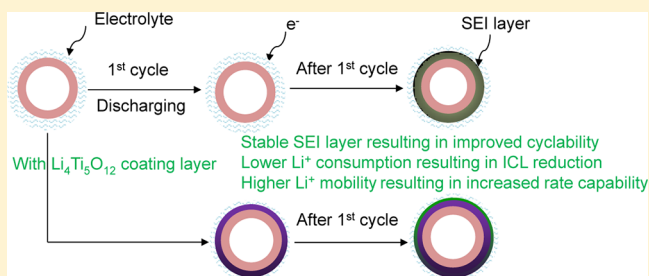 Electrolyte
e⁻
SEI layer
1ˢᵗ cycle
Discharging
After 1ˢᵗ cycle
With Li₄Ti₅O₁₂ coating layer
Stable SEI layer resulting in improved cyclability
Lower Li⁺ consumption resulting in ICL reduction
Higher Li⁺ mobility resulting in increased rate capability
After 1ˢᵗ cycle